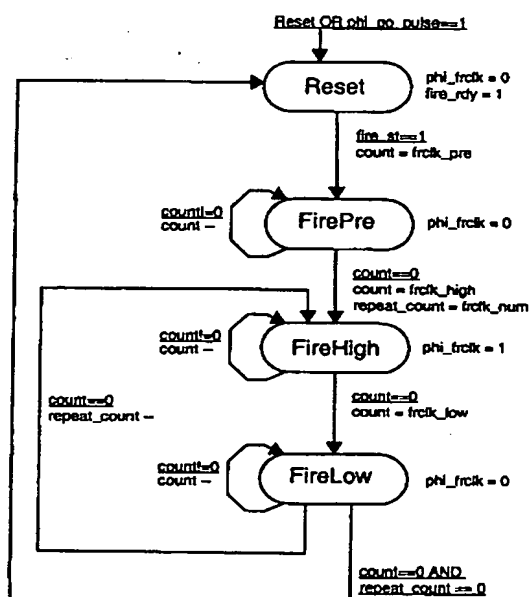 Reset OR phi_po_pulse==1
Reset
phi_frclk = 0
fire_rdy = 1
fire_st==1
count = frclk_pre
count!=0
count –
FirePre
phi_frclk = 0
count==0
count = frclk_high
repeat_count = frclk_num
count!=0
count –
FireHigh
phi_frclk = 1
count==0
repeat_count –
count==0
count = frclk_low
count!=0
count –
FireLow
phi_frclk = 0
count==0 AND
repeat_count == 0